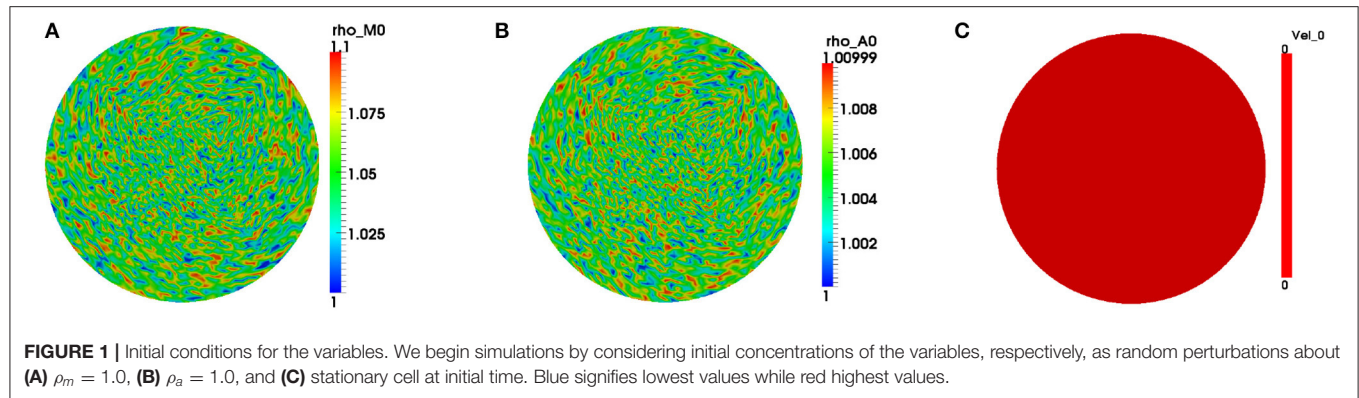 A
rho_M0
1.1
1.075
1.05
1.025
1
B
rho_A0
1.00999
1.008
1.006
1.004
1.002
1
C
Vel_0
0
0
FIGURE 1 | Initial conditions for the variables. We begin simulations by considering initial concentrations of the variables, respectively, as random perturbations about
(A) ρₘ = 1.0, (B) ρₐ = 1.0, and (C) stationary cell at initial time. Blue signifies lowest values while red highest values.